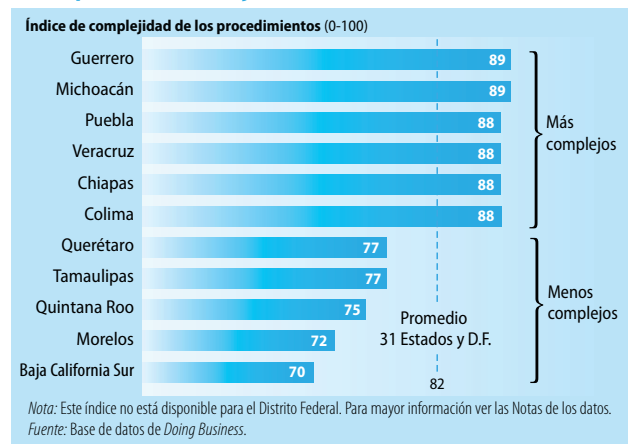 Índice de complejidad de los procedimientos (0-100)
Guerrero 89
Michoacán 89
Puebla 88
Veracruz 88
Chiapas 88
Colima 88
Más
complejos
Querétaro 77
Tamaulipas 77
Quintana Roo 75
Morelos 72
Baja California Sur 70
Menos
complejos
Promedio
31 Estados y D.F.
82
Nota: Este índice no está disponible para el Distrito Federal. Para mayor información ver las Notas de los datos.
Fuente: Base de datos de Doing Business.